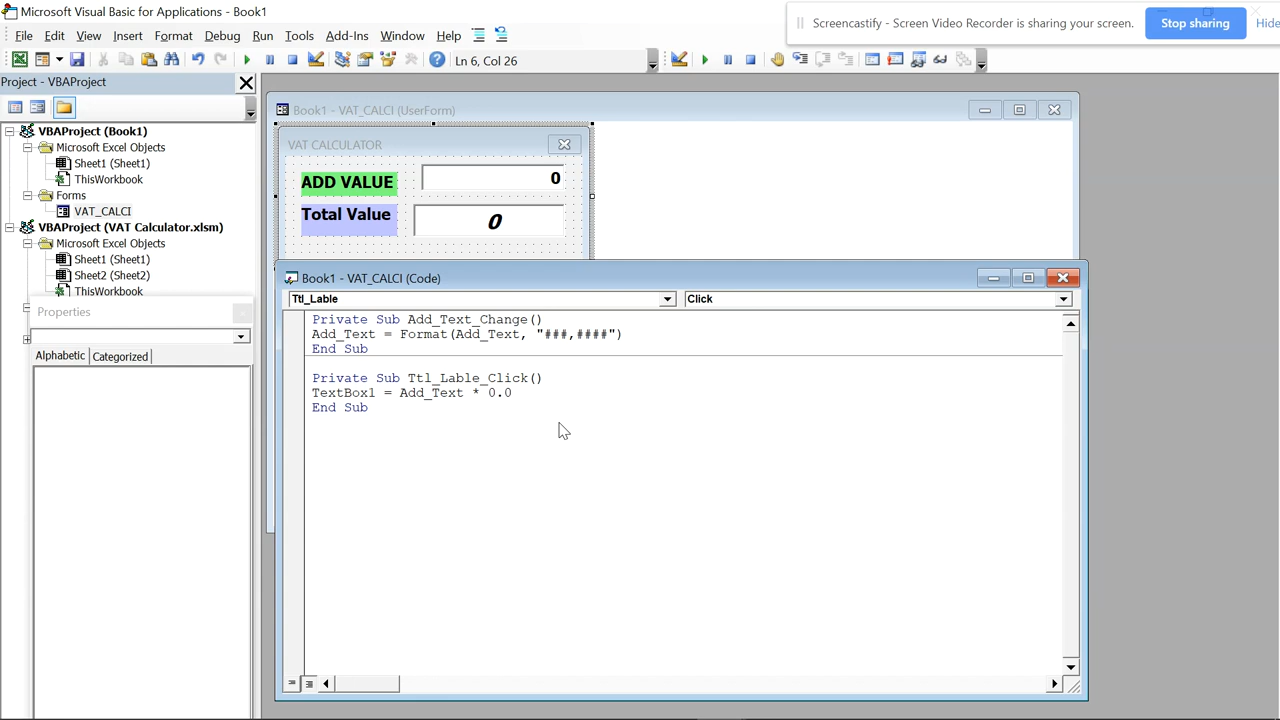 Microsoft Visual Basic for Applications - Book1
Screencastify - Screen Video Recorder is sharing your screen.
Stop sharing
Hide
File Edit View Insert Format Debug Run Tools Add-Ins Window Help
Ln 6, Col 26
Project - VBAProject
VBAProject (Book1)
Microsoft Excel Objects
Sheet1 (Sheet1)
ThisWorkbook
Forms
VAT_CALCI
VBAProject (VAT Calculator.xlsm)
Microsoft Excel Objects
Sheet1 (Sheet1)
Sheet2 (Sheet2)
ThisWorkbook
Properties
Alphabetic Categorized
Book1 - VAT_CALCI (UserForm)
VAT CALCULATOR
ADD VALUE 0
Total Value 0
Book1 - VAT_CALCI (Code)
Ttl_Lable Click
Private Sub Add_Text_Change()
Add_Text = Format(Add_Text, "###,####")
End Sub
Private Sub Ttl_Lable_Click()
TextBox1 = Add_Text * 0.0
End Sub